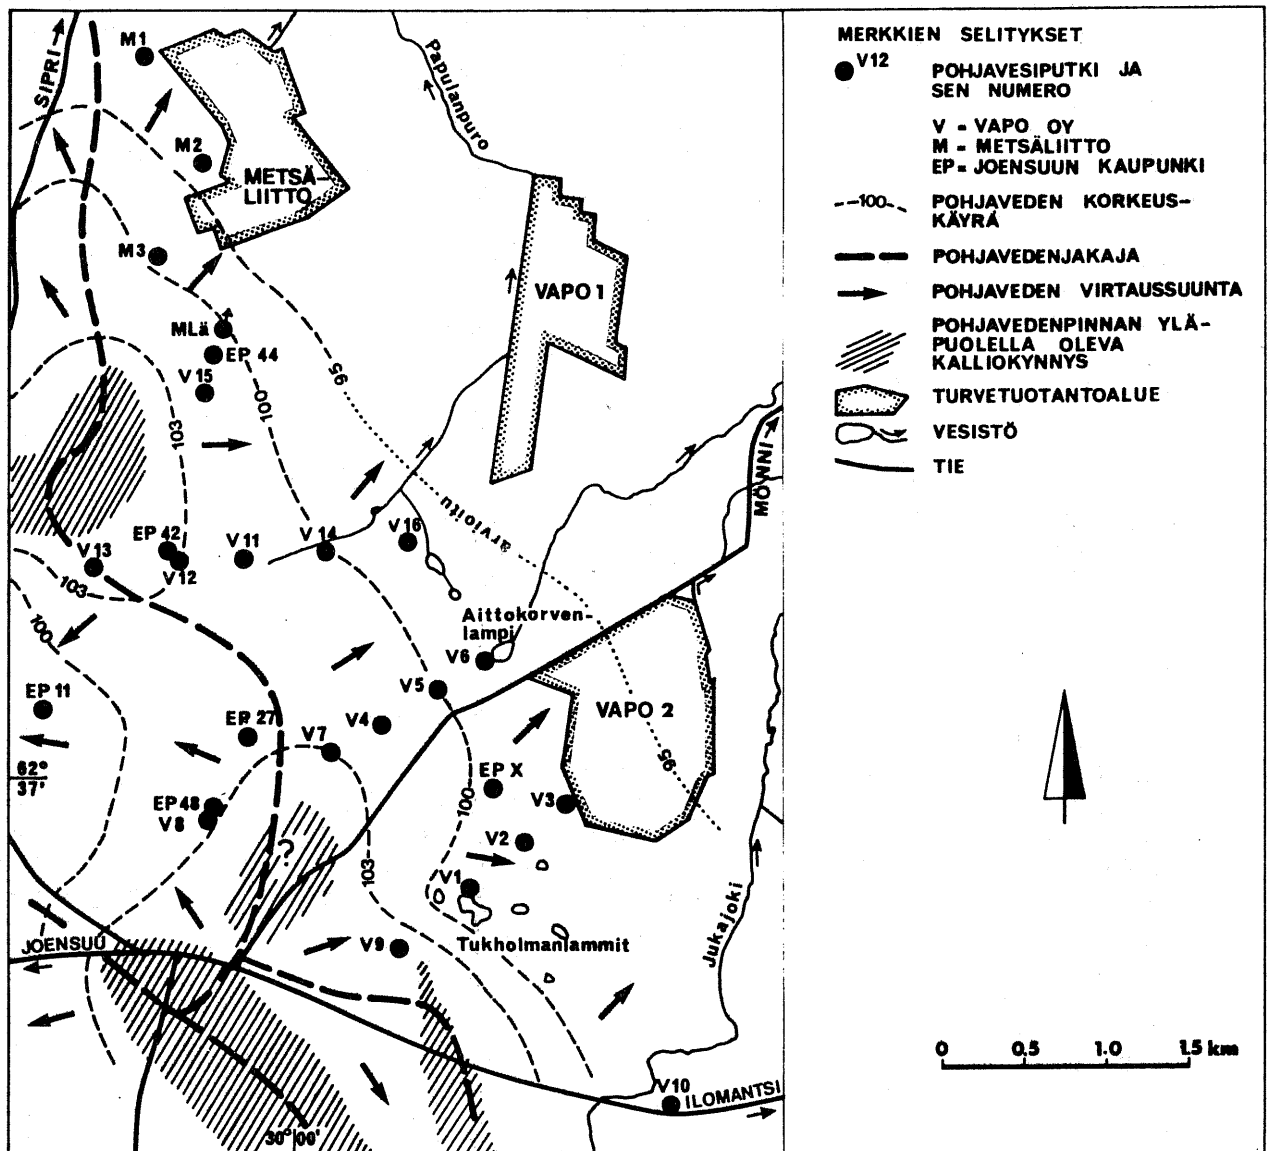 M1
SIPRI
Papulanpuro
M2
METSÄ-
LIITTO
M3
VAPO 1
MLä
EP 44
V 15
95
100
103
arvioitu
MÖNNI
EP 42
V 11
V 14
V 16
V 13
V 12
103
100
Aittokorven-
lampi
V6
EP 11
V5
VAPO 2
EP 27
V7
V4
95
62°
37'
EP X
100
V3
EP 48
V8
V2
?
103
V1
Jukajoki
JOENSUU
V9
Tukholmanlammit
V10
ILOMANTSI
30° 00'
MERKKIEN SELITYKSET
V12
POHJAVESIPUTKI JA
SEN NUMERO
V = VAPO OY
M = METSÄLIITTO
EP= JOENSUUN KAUPUNKI
100
POHJAVEDEN KORKEUS-
KÄYRÄ
POHJAVEDENJAKAJA
POHJAVEDEN VIRTAUSSUUNTA
POHJAVEDENPINNAN YLÄ-
PUOLELLA OLEVA
KALLIOKYNNYS
TURVETUOTANTOALUE
VESISTÖ
TIE
0 0.5 1.0 1.5 km